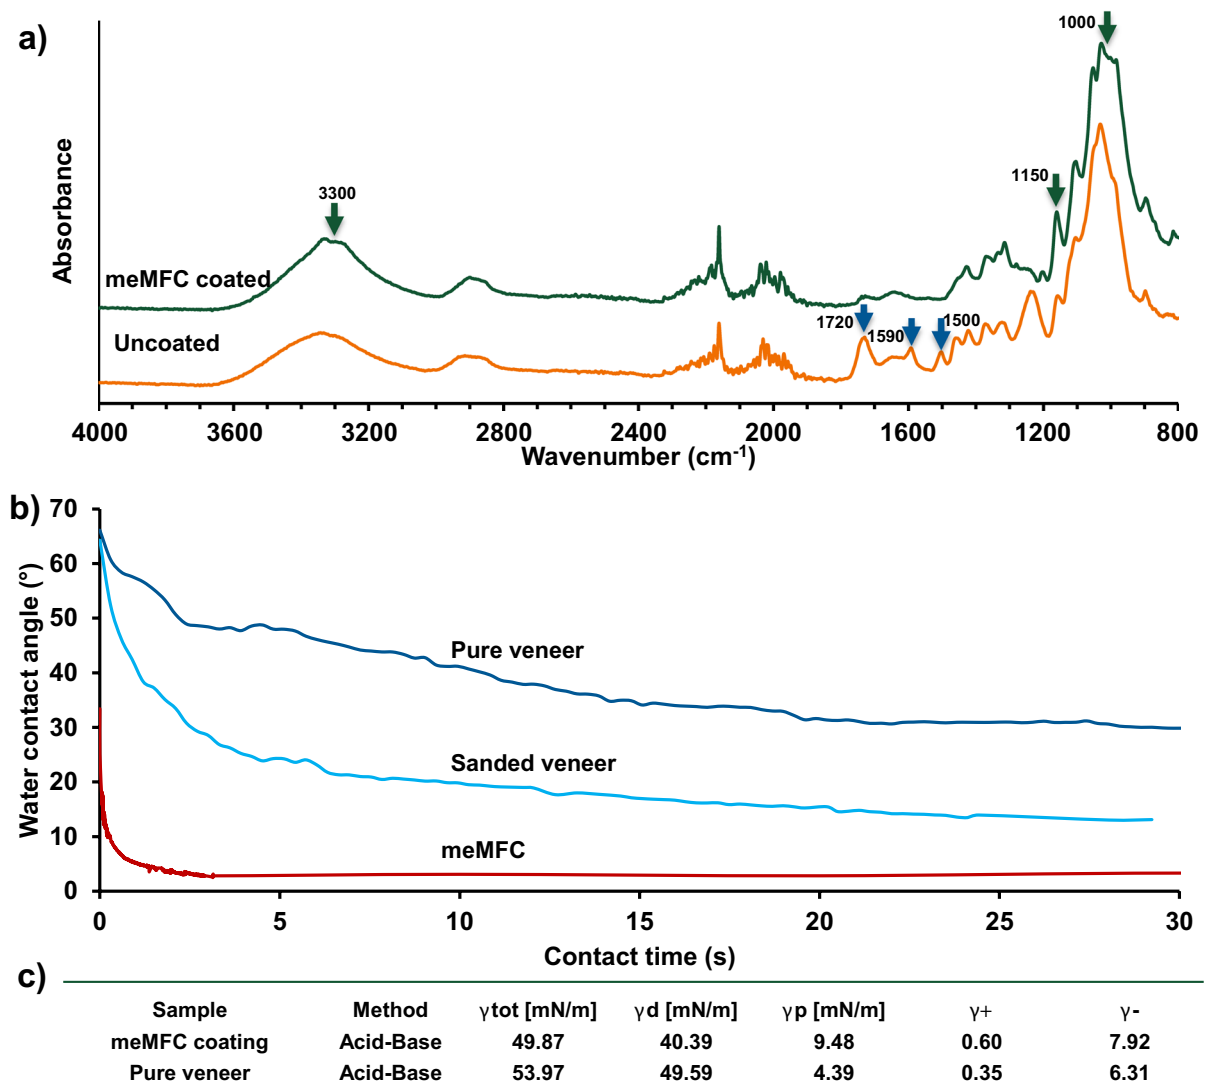 a)
1000
1150
3300
Absorbance
meMFC coated
Uncoated
1720
1590
1500
4000 3600 3200 2800 2400 2000 1600 1200 800
Wavenumber (cm-1)
b)
70
60
50
40
30
20
10
0
Water contact angle (°)
Pure veneer
Sanded veneer
meMFC
0 5 10 15 20 25 30
Contact time (s)
c)
Sample Method γtot [mN/m] γd [mN/m] γp [mN/m] γ+ γ-
meMFC coating Acid-Base 49.87 40.39 9.48 0.60 7.92
Pure veneer Acid-Base 53.97 49.59 4.39 0.35 6.31